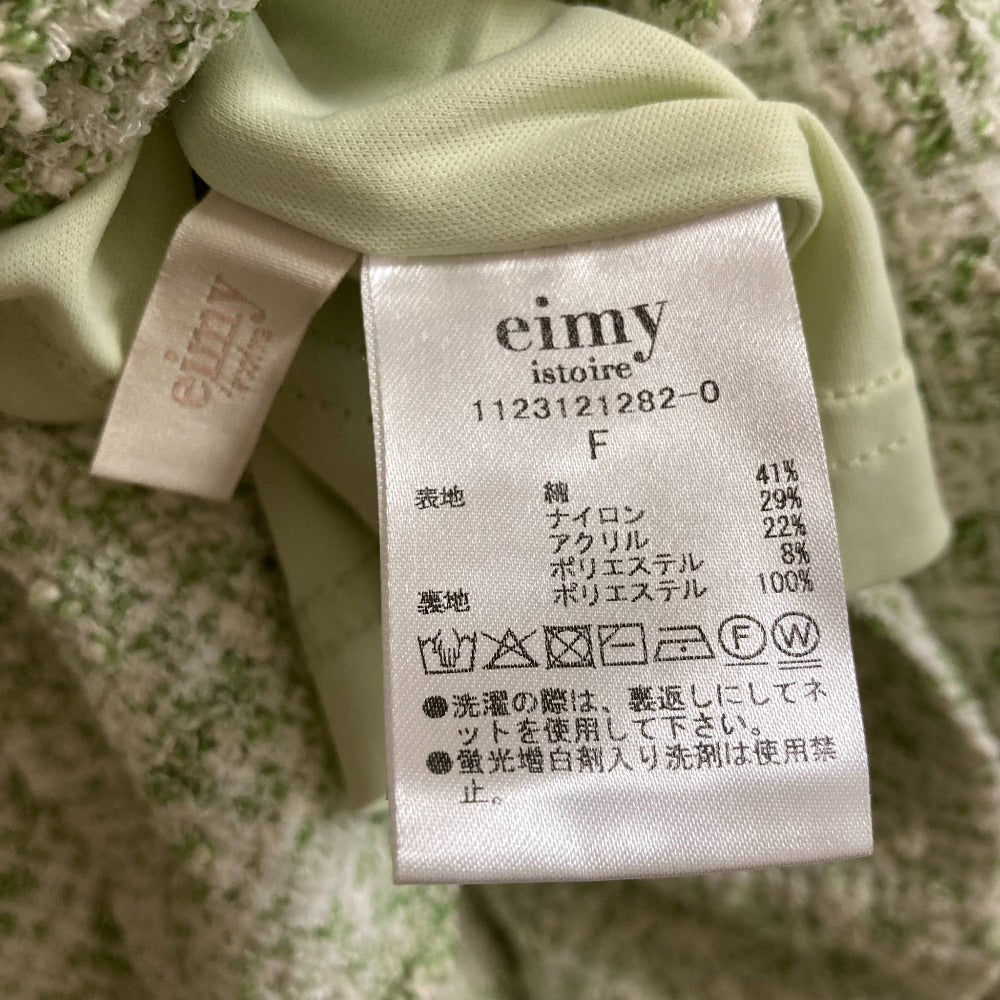 eimy
istoire
eimy
istoire
1123121282-0
F
表地 綿 41%
ナイロン 29%
アクリル 22%
ポリエステル 8%
裏地 ポリエステル 100%
F W
●洗濯の際は、裏返しにしてネ
ットを使用して下さい。
●蛍光増白剤入り洗剤は使用禁
止。